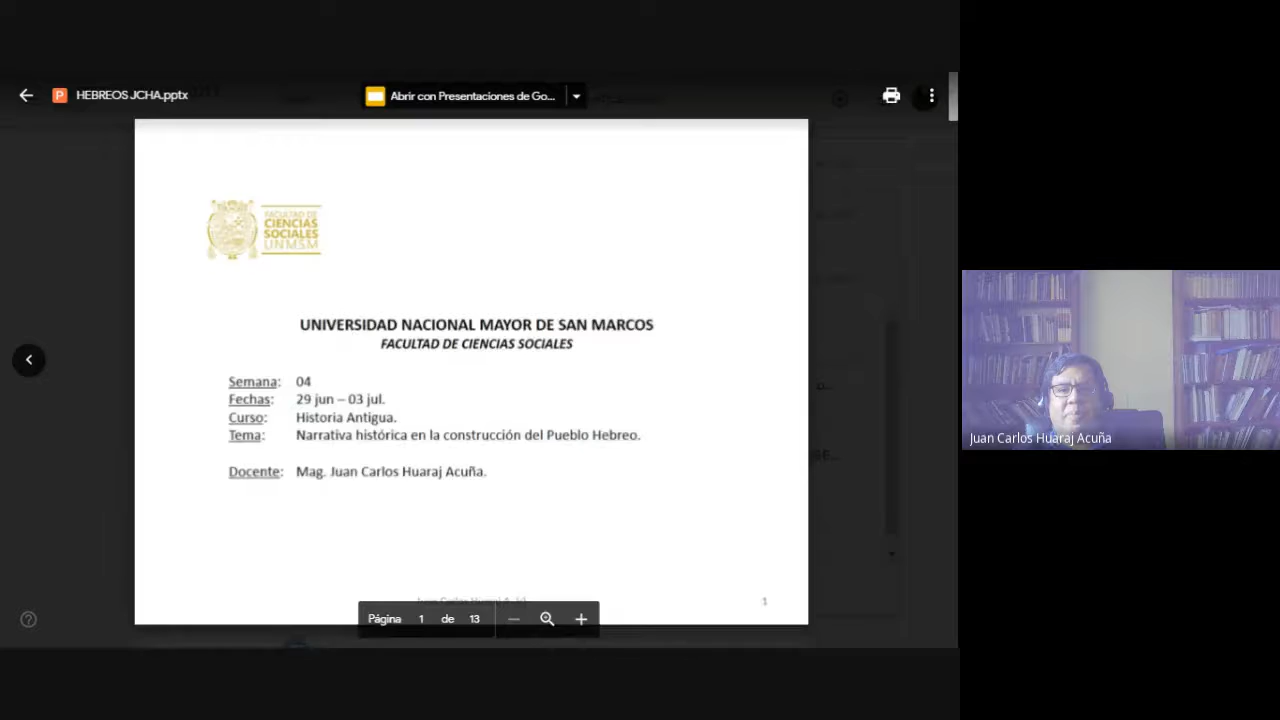 HEBREOS JCHA.pptx
Abrir con Presentaciones de Go...
FACULTAD DE
CIENCIAS
SOCIALES
UNMSM
UNIVERSIDAD NACIONAL MAYOR DE SAN MARCOS
FACULTAD DE CIENCIAS SOCIALES
Semana: 04
Fechas: 29 jun – 03 jul.
Curso: Historia Antigua.
Tema: Narrativa histórica en la construcción del Pueblo Hebreo.
Docente: Mag. Juan Carlos Huaraj Acuña.
1
Página 1 de 13
Juan Carlos Huaraj Acuña